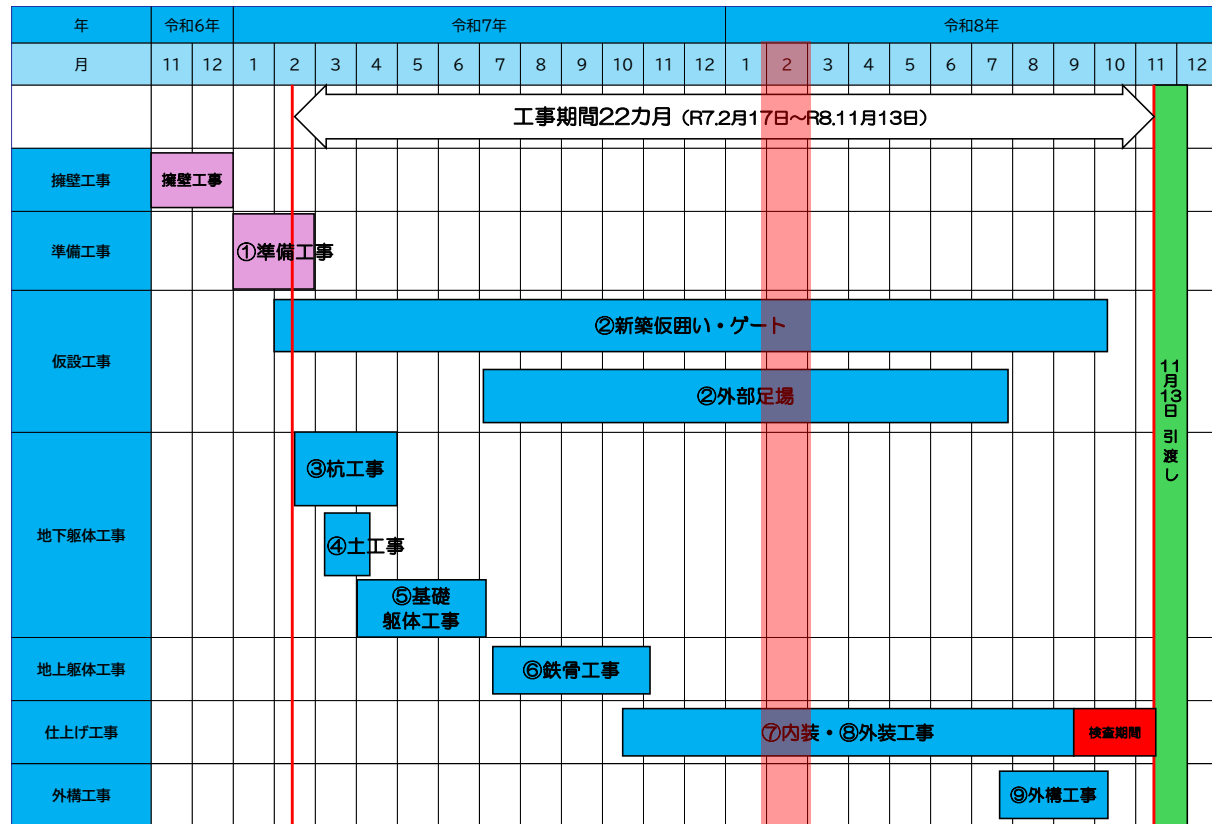 年 令和6年 令和7年 令和8年
月 11 12 1 2 3 4 5 6 7 8 9 10 11 12 1 2 3 4 5 6 7 8 9 10 11 12
工事期間22カ月（R7.2月17日～R8.11月13日）
擁壁工事 擁壁工事
準備工事 ①準備工事
仮設工事
②新築仮囲い・ゲート
②外部足場
11月13日 引渡し
地下躯体工事
③杭工事
④土工事
⑤基礎
躯体工事
地上躯体工事 ⑥鉄骨工事
仕上げ工事 ⑦内装・⑧外装工事 検査期間
外構工事 ⑨外構工事